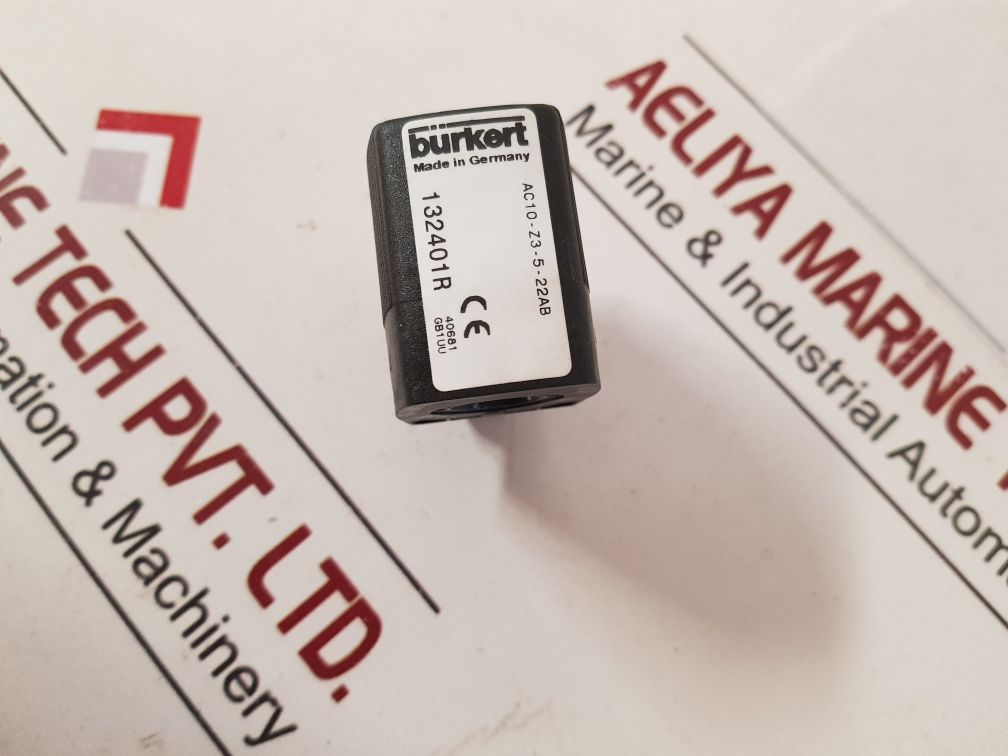 bürkert
Made in Germany
AC10-Z3-5-22AB
132401R
CE
40681
GB1UU
AELIYA MARINE
Marine & Industrial Autom
TECH PVT. LTD.
& Machinery